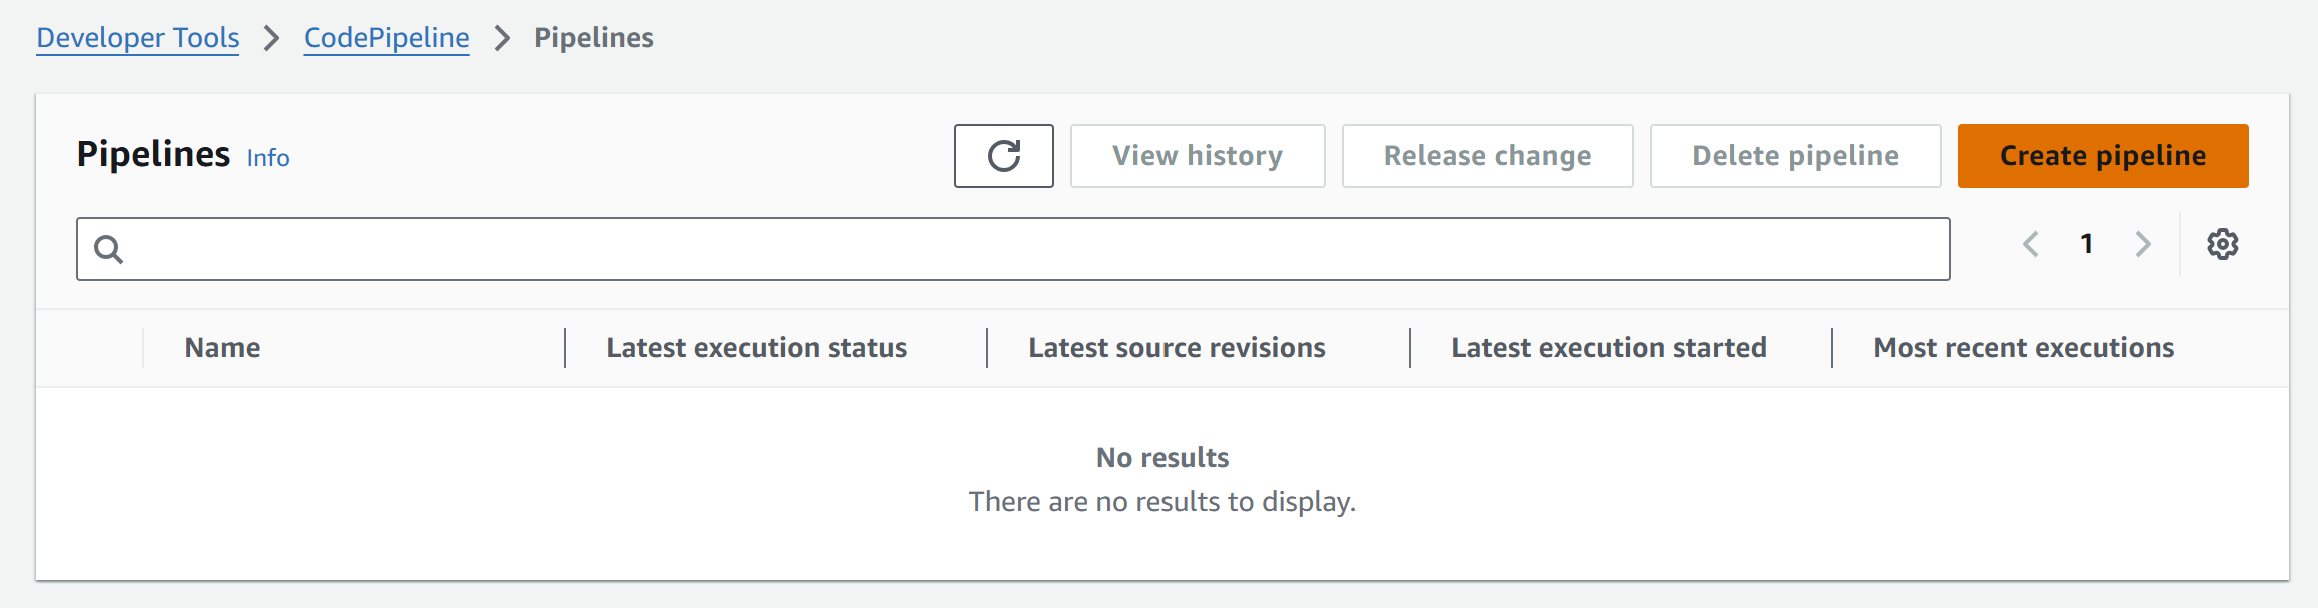 Developer Tools > CodePipeline > Pipelines
Pipelines Info View history Release change Delete pipeline Create pipeline
1
Name Latest execution status Latest source revisions Latest execution started Most recent executions
No results
There are no results to display.